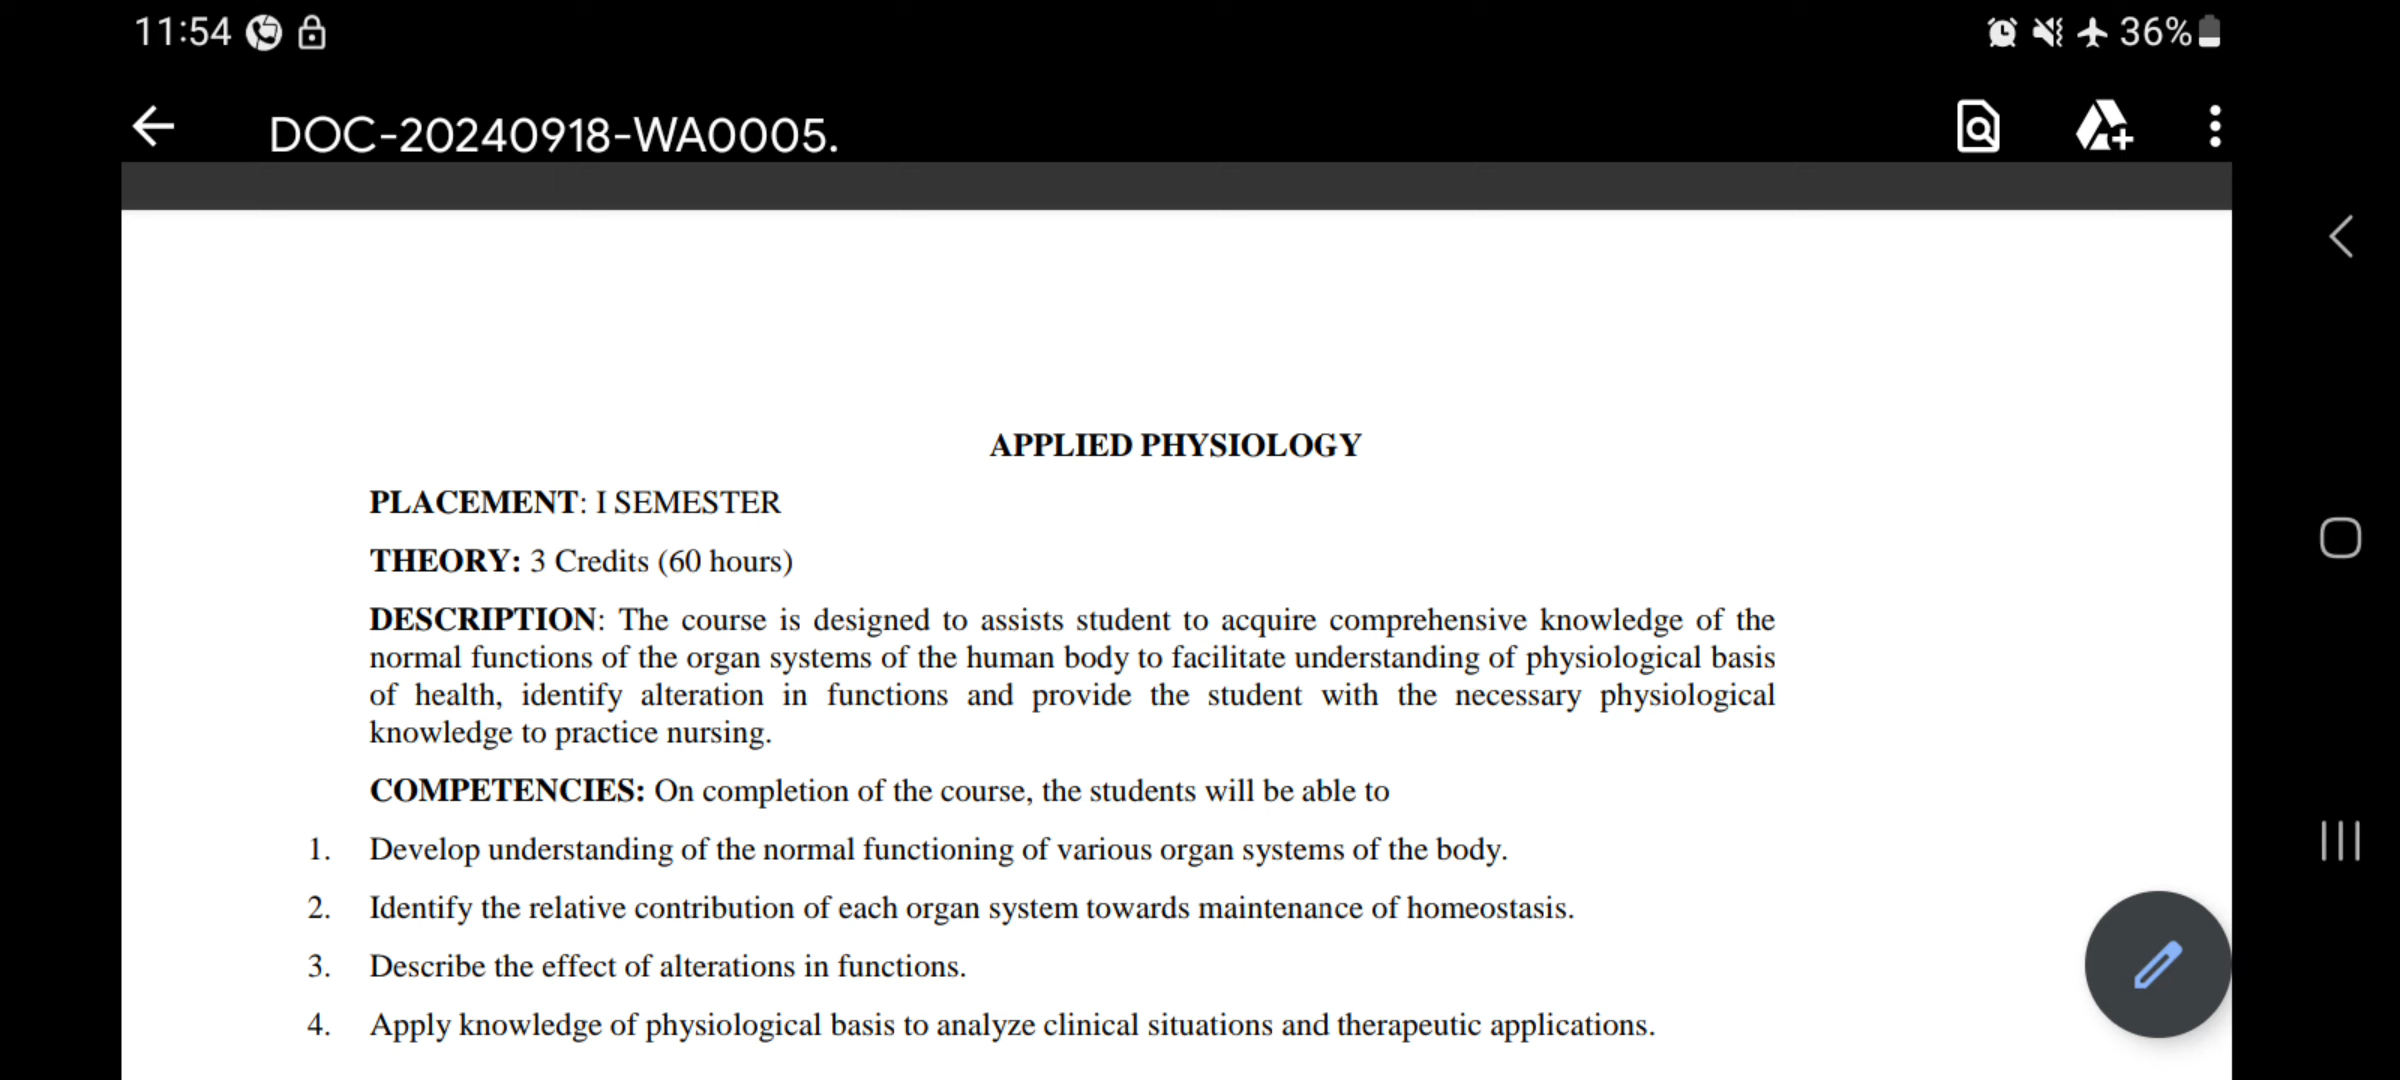 11:54
36%
DOC-20240918-WA0005.
APPLIED PHYSIOLOGY
PLACEMENT: I SEMESTER
THEORY: 3 Credits (60 hours)
DESCRIPTION: The course is designed to assists student to acquire comprehensive knowledge of the
normal functions of the organ systems of the human body to facilitate understanding of physiological basis
of health, identify alteration in functions and provide the student with the necessary physiological
knowledge to practice nursing.
COMPETENCIES: On completion of the course, the students will be able to
1. Develop understanding of the normal functioning of various organ systems of the body.
2. Identify the relative contribution of each organ system towards maintenance of homeostasis.
3. Describe the effect of alterations in functions.
4. Apply knowledge of physiological basis to analyze clinical situations and therapeutic applications.